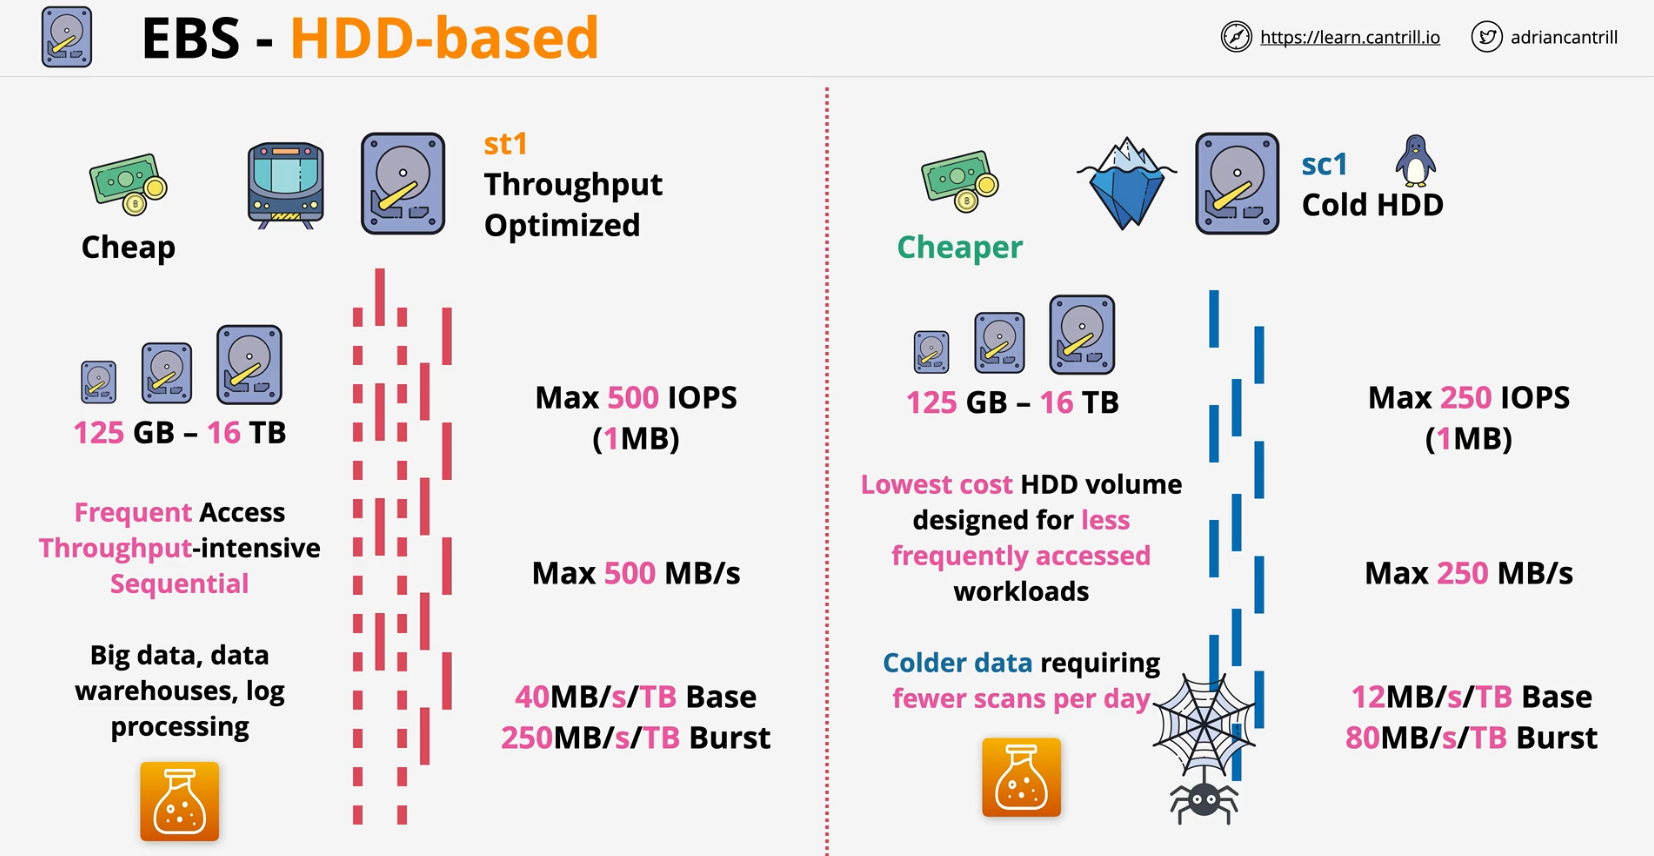 EBS - HDD-based
https://learn.cantrill.io
adriancantrill
st1
Throughput
Optimized
Cheap
125 GB – 16 TB
Frequent Access
Throughput-intensive
Sequential
Big data, data
warehouses, log
processing
Max 500 IOPS
(1MB)
Max 500 MB/s
40MB/s/TB Base
250MB/s/TB Burst
sc1
Cold HDD
Cheaper
125 GB – 16 TB
Lowest cost HDD volume
designed for less
frequently accessed
workloads
Colder data requiring
fewer scans per day
Max 250 IOPS
(1MB)
Max 250 MB/s
12MB/s/TB Base
80MB/s/TB Burst